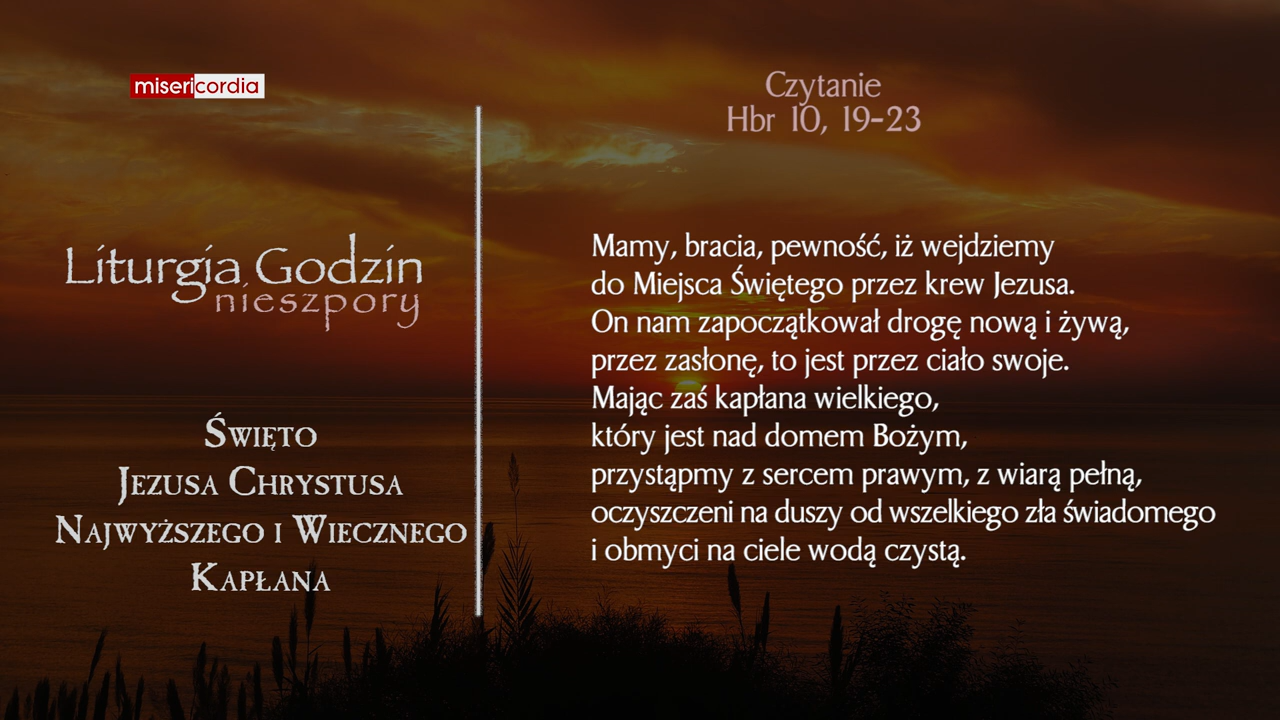 misericordia
Liturgia Godzin
nieszpory
Święto
Jezusa Chrystusa
Najwyższego i Wiecznego
Kapłana
Czytanie
Hbr 10, 19-23
Mamy, bracia, pewność, iż wejdziemy
do Miejsca Świętego przez krew Jezusa.
On nam zapoczątkował drogę nową i żywą,
przez zasłonę, to jest przez ciało swoje.
Mając zaś kapłana wielkiego,
który jest nad domem Bożym,
przystąpmy z sercem prawym, z wiarą pełną,
oczyszczeni na duszy od wszelkiego zła świadomego
i obmyci na ciele wodą czystą.